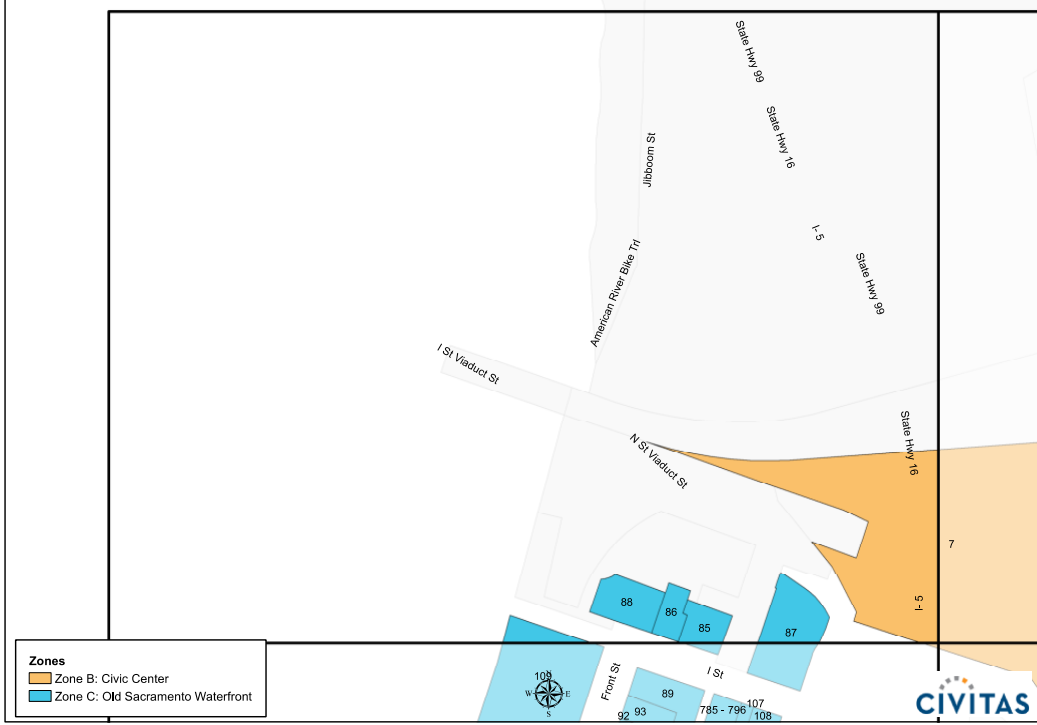 State Hwy 99
State Hwy 16
Jibboom St
I- 5
American River Bike Trl
State Hwy 99
I St Viaduct St
State Hwy 16
N St Viaduct St
7
I- 5
88
86
85
87
Zones
Zone B: Civic Center
Zone C: Old Sacramento Waterfront
109
N
W
E
S
Front St
I St
89
92
93
785 - 796
107
108
CIVITAS